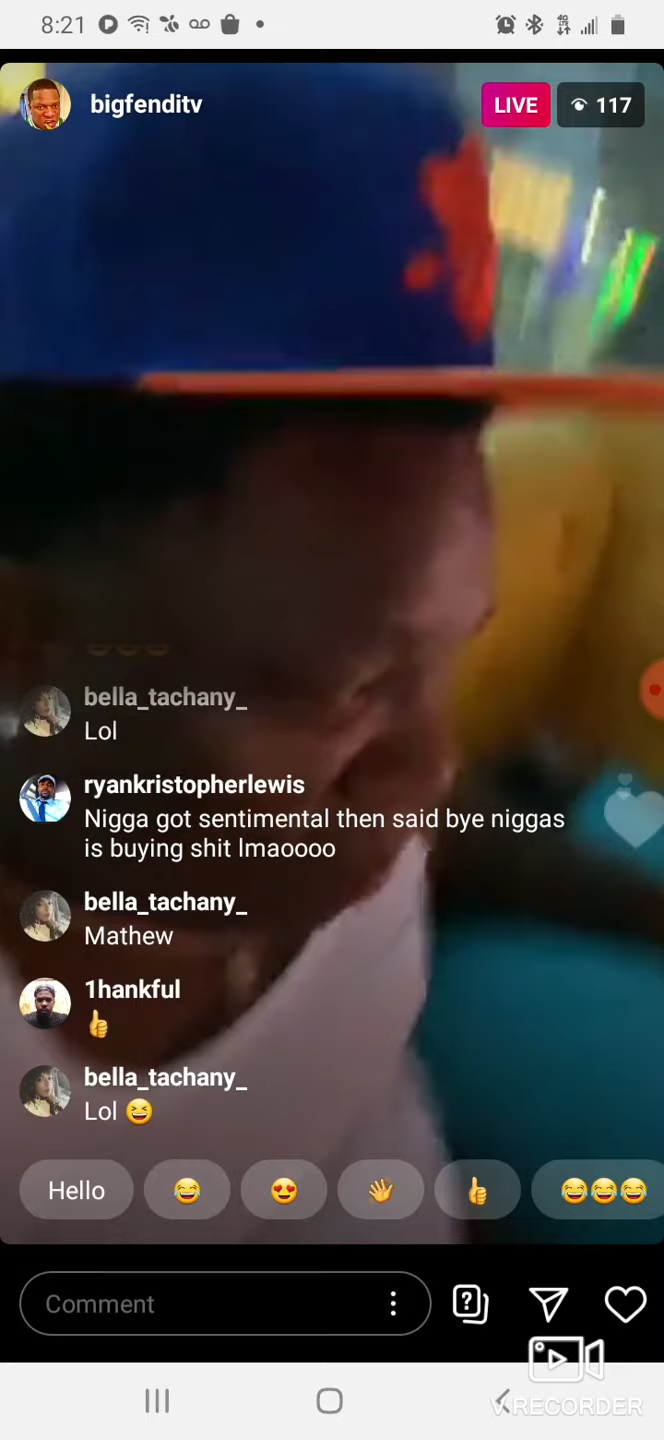 8:21
bigfenditv
LIVE
117
bella_tachany_
Lol
ryankristopherlewis
Nigga got sentimental then said bye niggas
is buying shit lmaoooo
bella_tachany_
Mathew
1hankful
👍
bella_tachany_
Lol 😆
Hello 😂 😍 👋 👍 😂😂😂
Comment
V.RECORDER